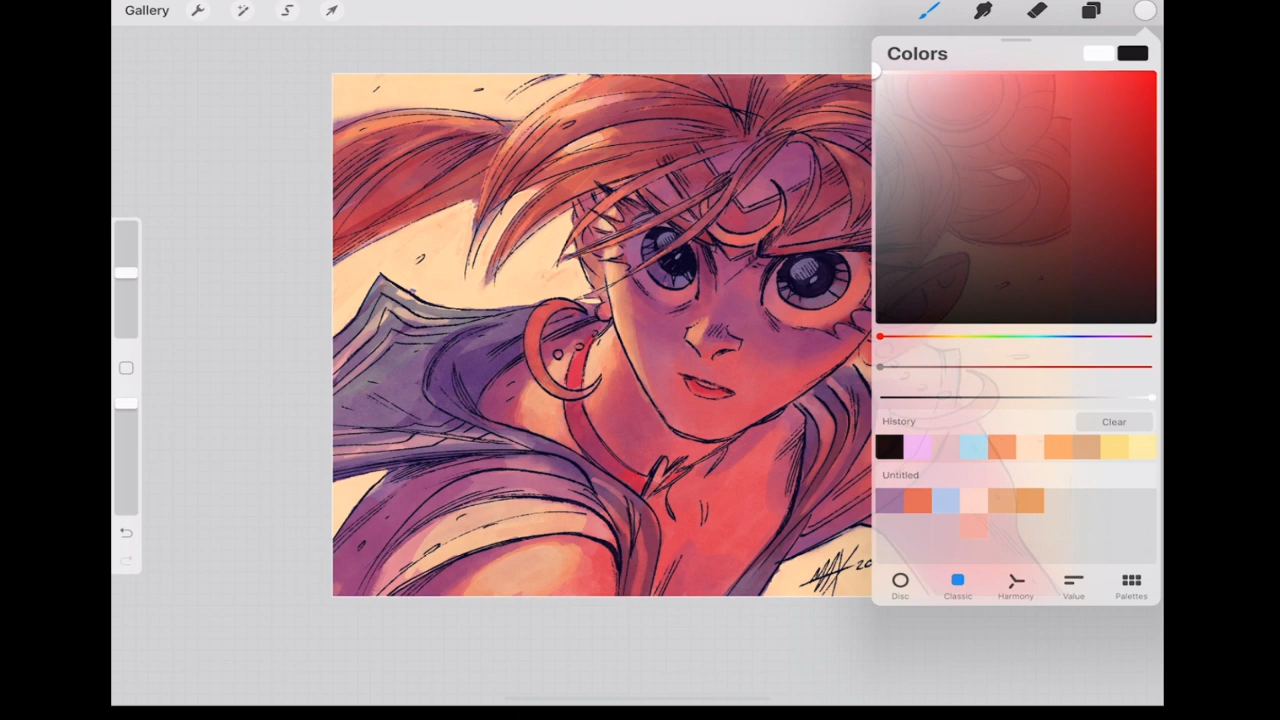 Gallery
Colors
History
Clear
Untitled
Disc
Classic
Harmony
Value
Palettes